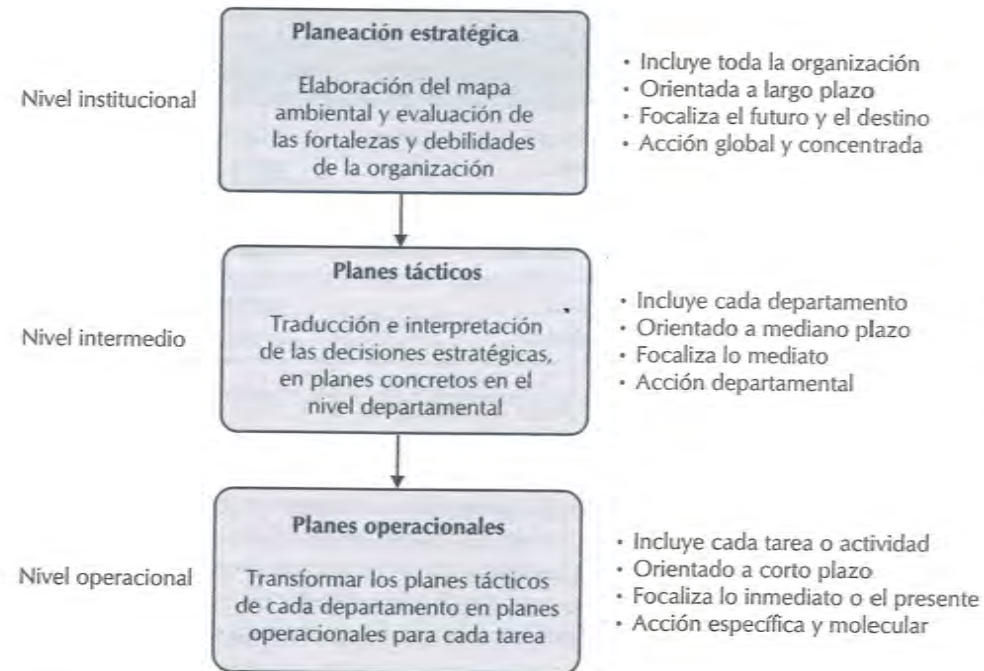 Nivel institucional
Planeación estratégica
Elaboración del mapa
ambiental y evaluación de
las fortalezas y debilidades
de la organización
• Incluye toda la organización
• Orientada a largo plazo
• Focaliza el futuro y el destino
• Acción global y concentrada
Nivel intermedio
Planes tácticos
Traducción e interpretación
de las decisiones estratégicas,
en planes concretos en el
nivel departamental
• Incluye cada departamento
• Orientado a mediano plazo
• Focaliza lo mediato
• Acción departamental
Nivel operacional
Planes operacionales
Transformar los planes tácticos
de cada departamento en planes
operacionales para cada tarea
• Incluye cada tarea o actividad
• Orientado a corto plazo
• Focaliza lo inmediato o el presente
• Acción específica y molecular